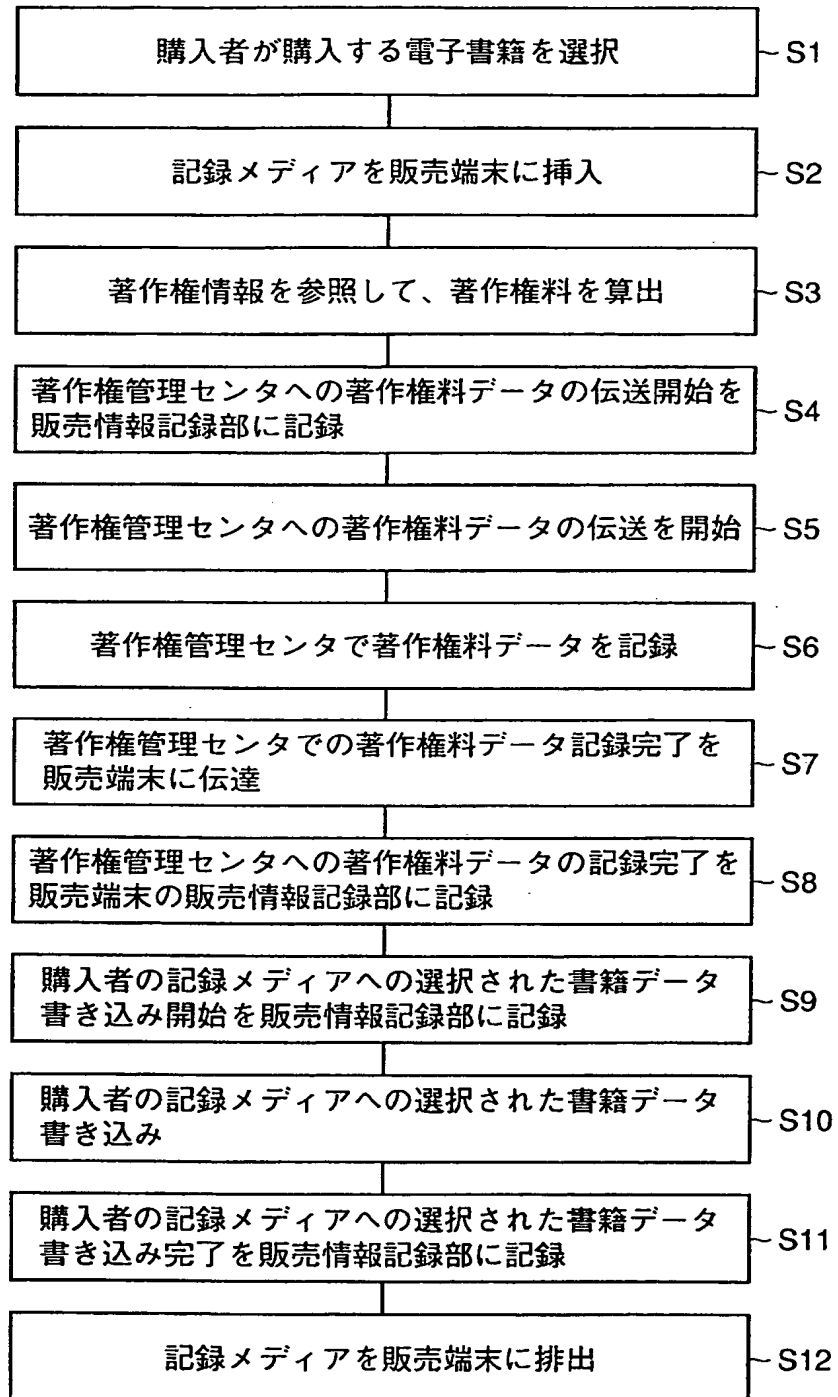 購入者が購入する電子書籍を選択
S1
記録メディアを販売端末に挿入
S2
著作権情報を参照して、著作権料を算出
S3
著作権管理センタへの著作権料データの伝送開始を
販売情報記録部に記録
S4
著作権管理センタへの著作権料データの伝送を開始
S5
著作権管理センタで著作権料データを記録
S6
著作権管理センタでの著作権料データ記録完了を
販売端末に伝達
S7
著作権管理センタへの著作権料データの記録完了を
販売端末の販売情報記録部に記録
S8
購入者の記録メディアへの選択された書籍データ
書き込み開始を販売情報記録部に記録
S9
購入者の記録メディアへの選択された書籍データ
書き込み
S10
購入者の記録メディアへの選択された書籍データ
書き込み完了を販売情報記録部に記録
S11
記録メディアを販売端末に排出
S12